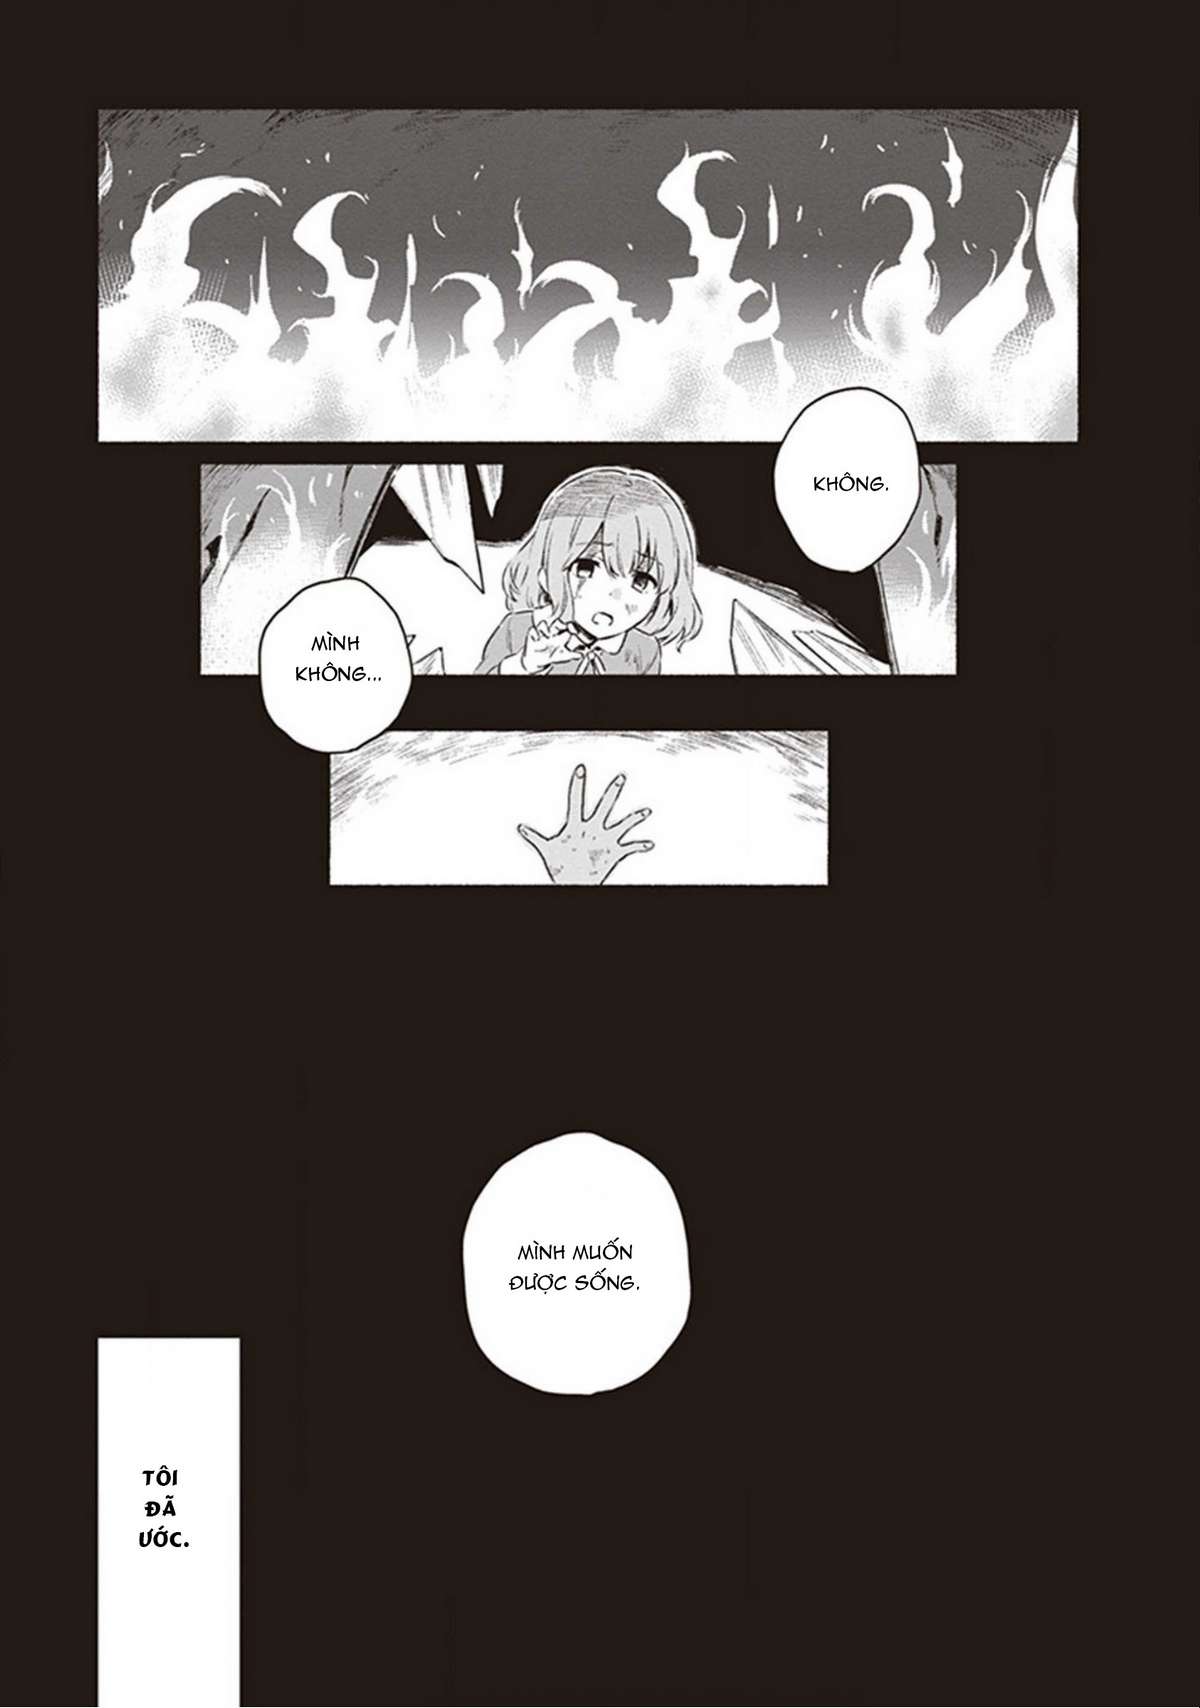 KHÔNG.
MÌNH
KHÔNG...
MÌNH MUỐN
ĐƯỢC SỐNG.
TÔI
ĐÃ
ƯỚC.